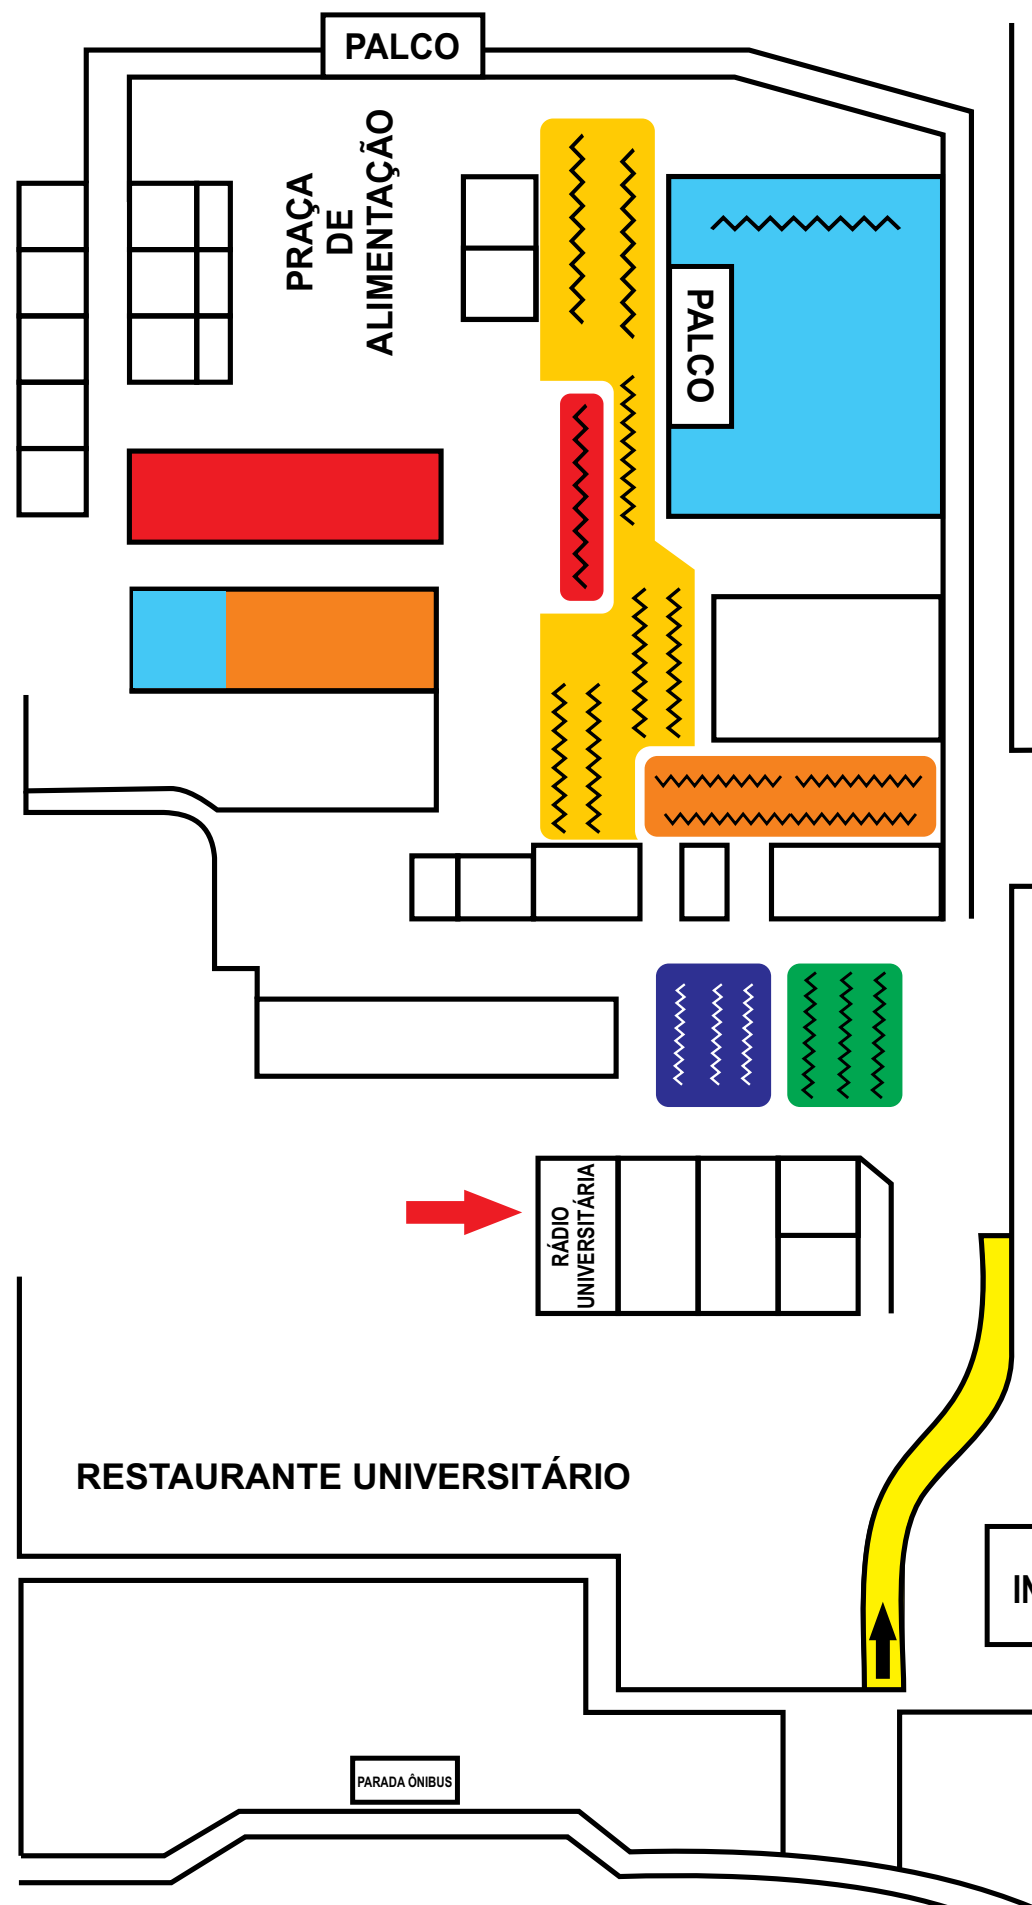 PALCO
PRAÇA
DE
ALIMENTAÇÃO
PALCO
RÁDIO
UNIVERSITÁRIA
RESTAURANTE UNIVERSITÁRIO
PARADA ÔNIBUS